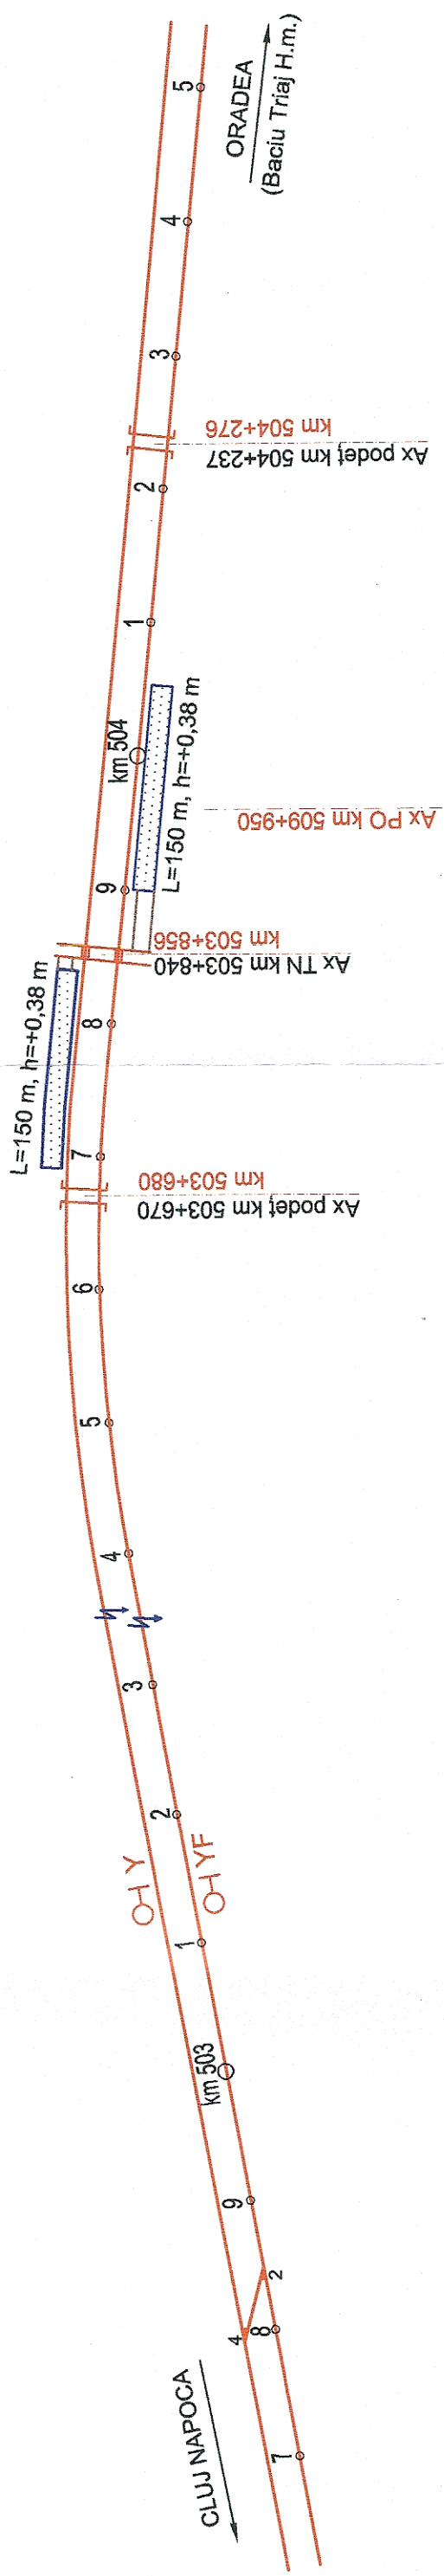 CLUJ NAPOCA
7
4
8
2
9
km 503
1
Y
YF
2
3
4
5
6
Ax podeţ km 503+670
km 503+680
7
L=150 m, h=+0,38 m
8
Ax TN km 503+840
km 503+856
9
L=150 m, h=+0,38 m
Ax PO km 509+950
km 504
1
2
Ax podeţ km 504+237
km 504+276
3
4
5
ORADEA
(Baciu Triaj H.m.)